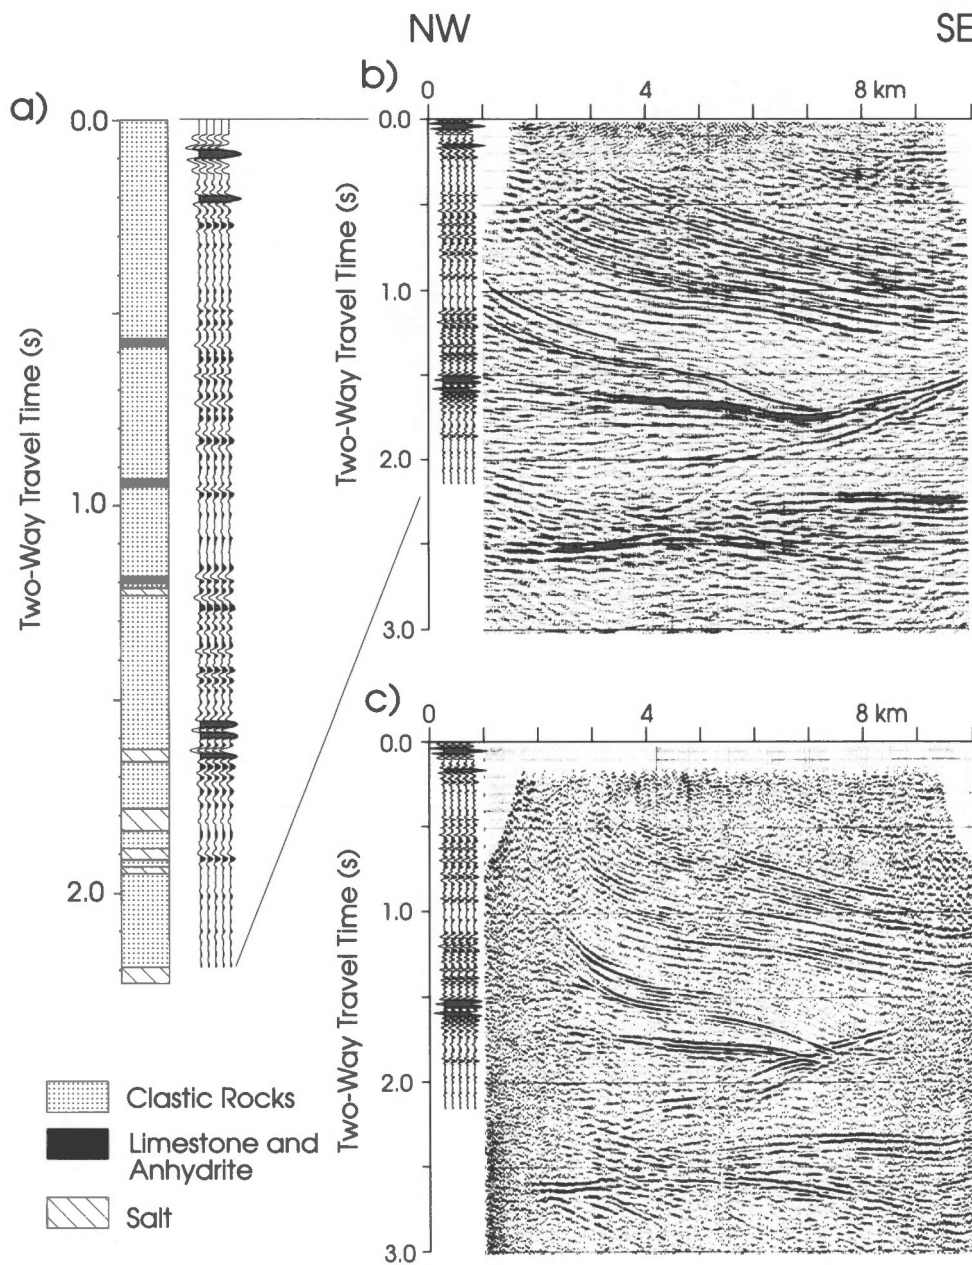 NW SE
a) b)
0 4 8 km
0.0
0.0
1.0
1.0
2.0
2.0
3.0
Two-Way Travel Time (s)
Two-Way Travel Time (s)
c)
0 4 8 km
0.0
1.0
2.0
3.0
Two-Way Travel Time (s)
Clastic Rocks
Limestone and
Anhydrite
Salt